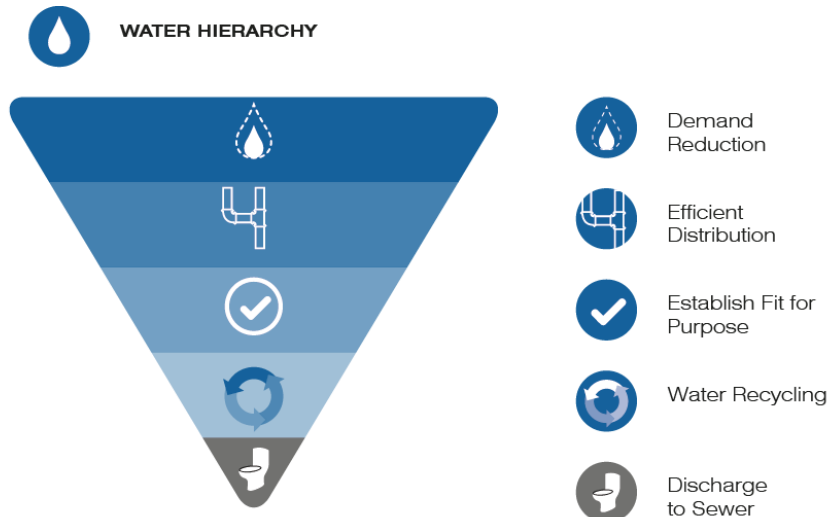 WATER HIERARCHY
Demand
Reduction
Efficient
Distribution
Establish Fit for
Purpose
Water Recycling
Discharge
to Sewer